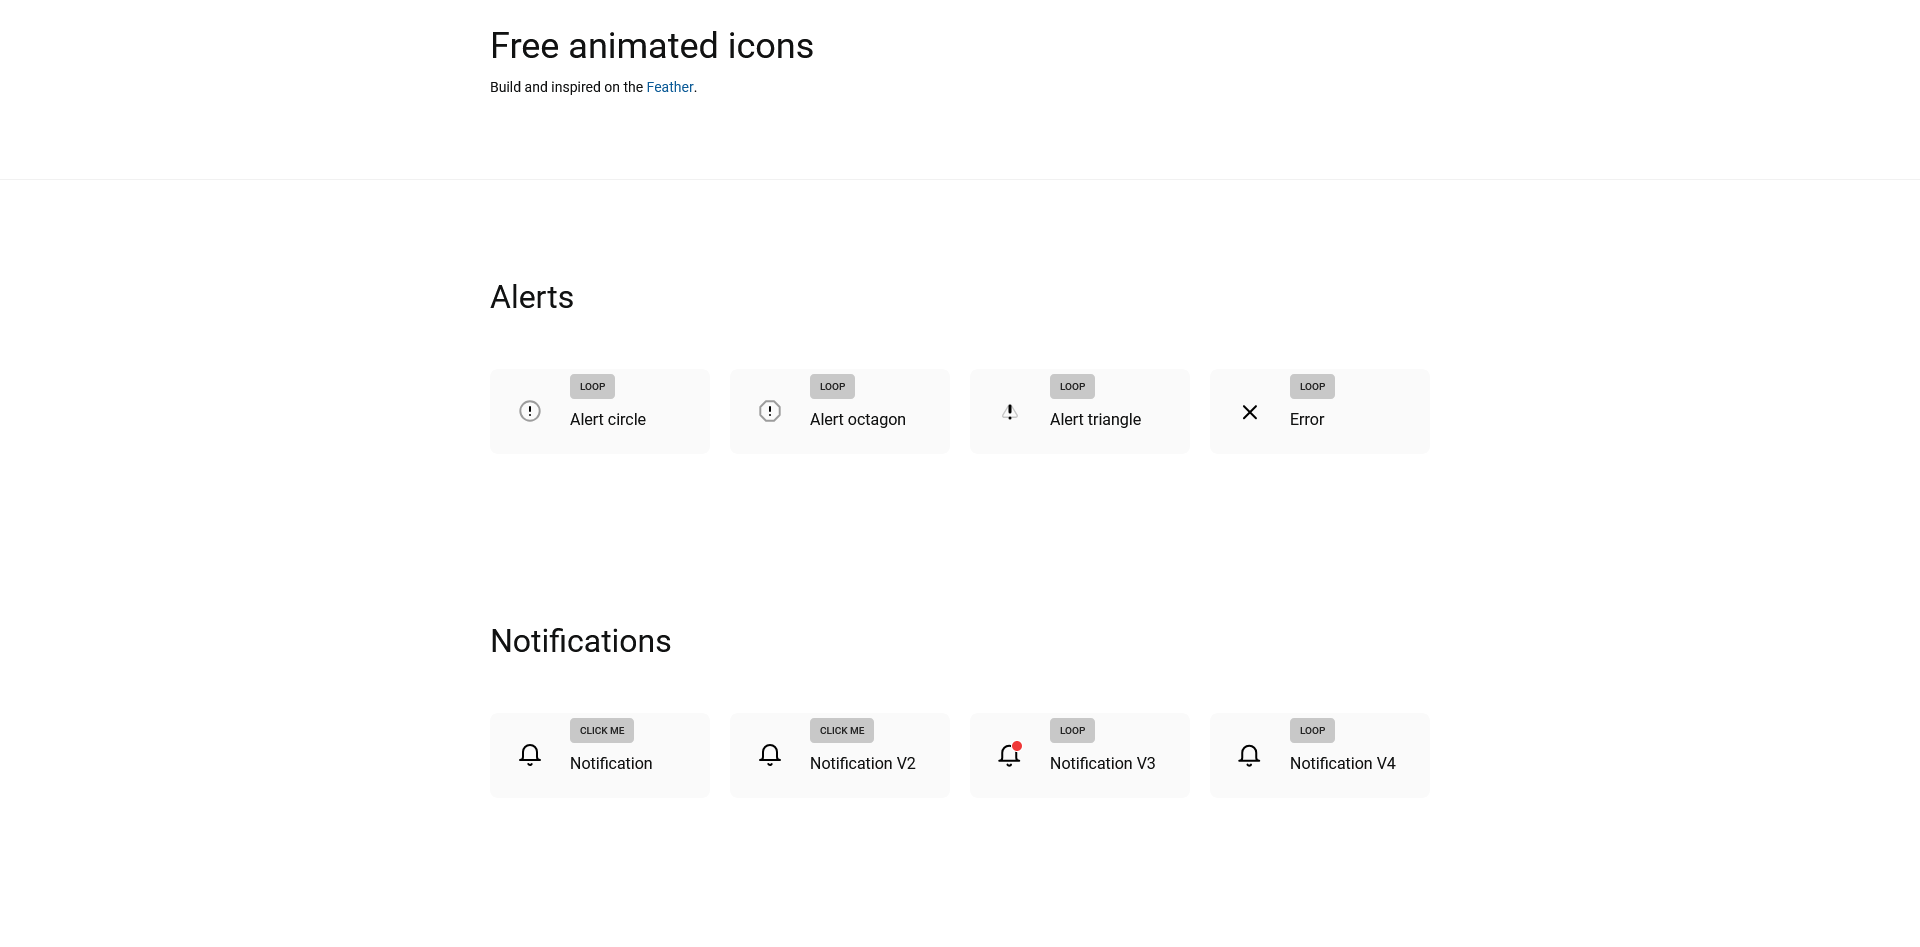 Free animated icons
Build and inspired on the Feather.
Alerts
LOOP
Alert circle
LOOP
Alert octagon
LOOP
Alert triangle
LOOP
Error
Notifications
CLICK ME
Notification
CLICK ME
Notification V2
LOOP
Notification V3
LOOP
Notification V4